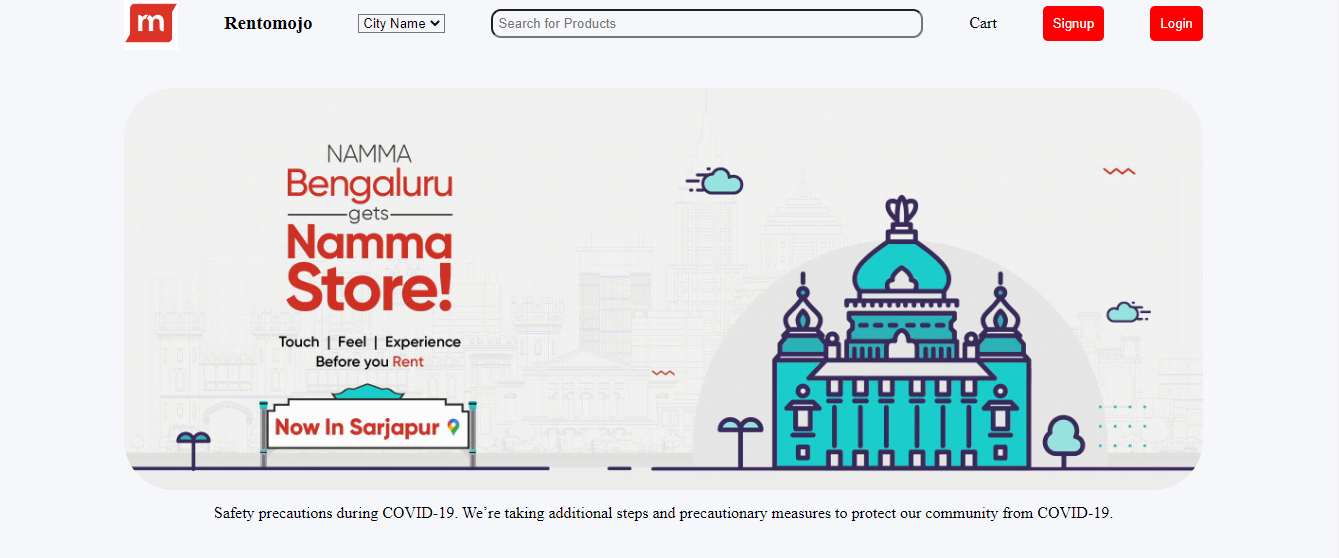 m
Rentomojo
City Name
Search for Products
Cart
Signup
Login
NAMMA
Bengaluru
gets
Namma
Store!
Touch | Feel | Experience
Before you Rent
Now In Sarjapur
Safety precautions during COVID-19. We’re taking additional steps and precautionary measures to protect our community from COVID-19.